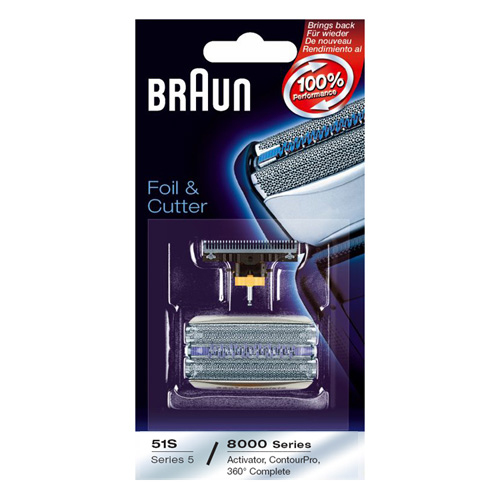 Brings back
Für wieder
De nouveau
Rendimiento al
100%
Performance
BRAUN
Foil &
Cutter
51S / 8000 Series
Series 5 Activator, ContourPro,
360° Complete